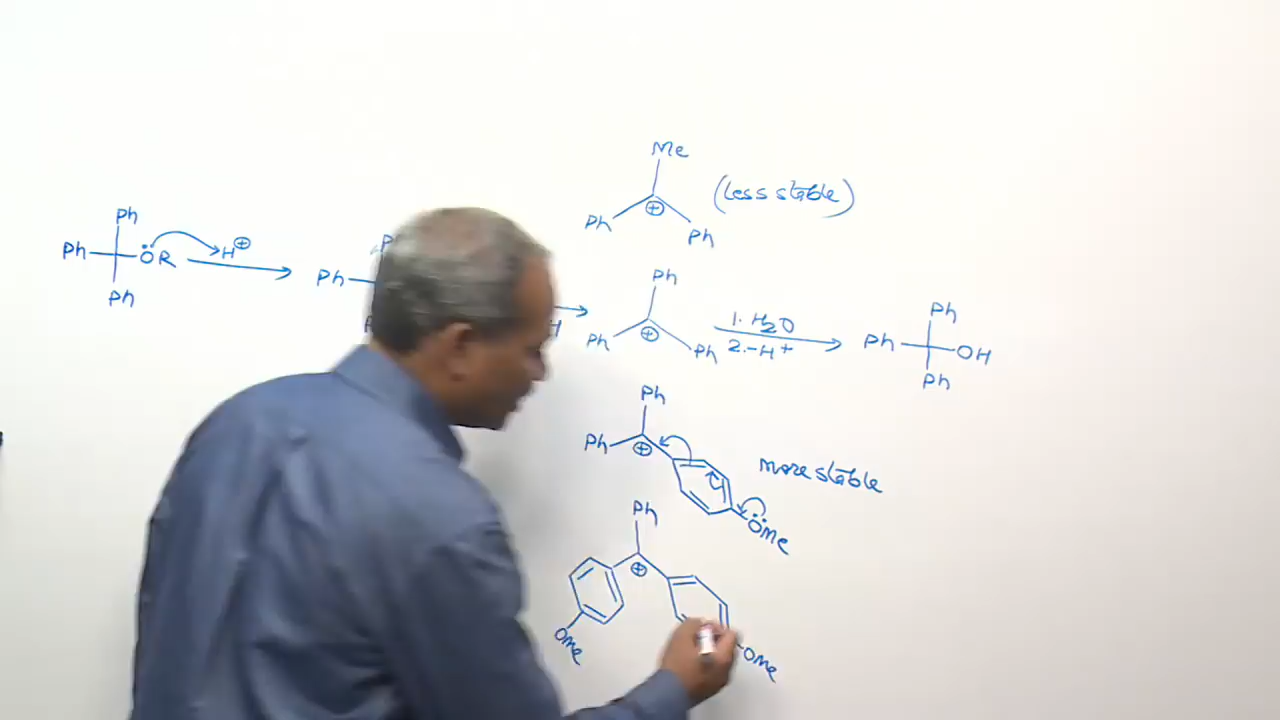 Me
Ph ⊕ Ph (less stable)
Ph
Ph ÖR H⊕
Ph
Ph
H
Ph
Ph ⊕ Ph
1. H2O
2. -H+
Ph
Ph OH
Ph
Ph
Ph ⊕
more stable
ÖMe
Ph
⊕
OMe
OMe